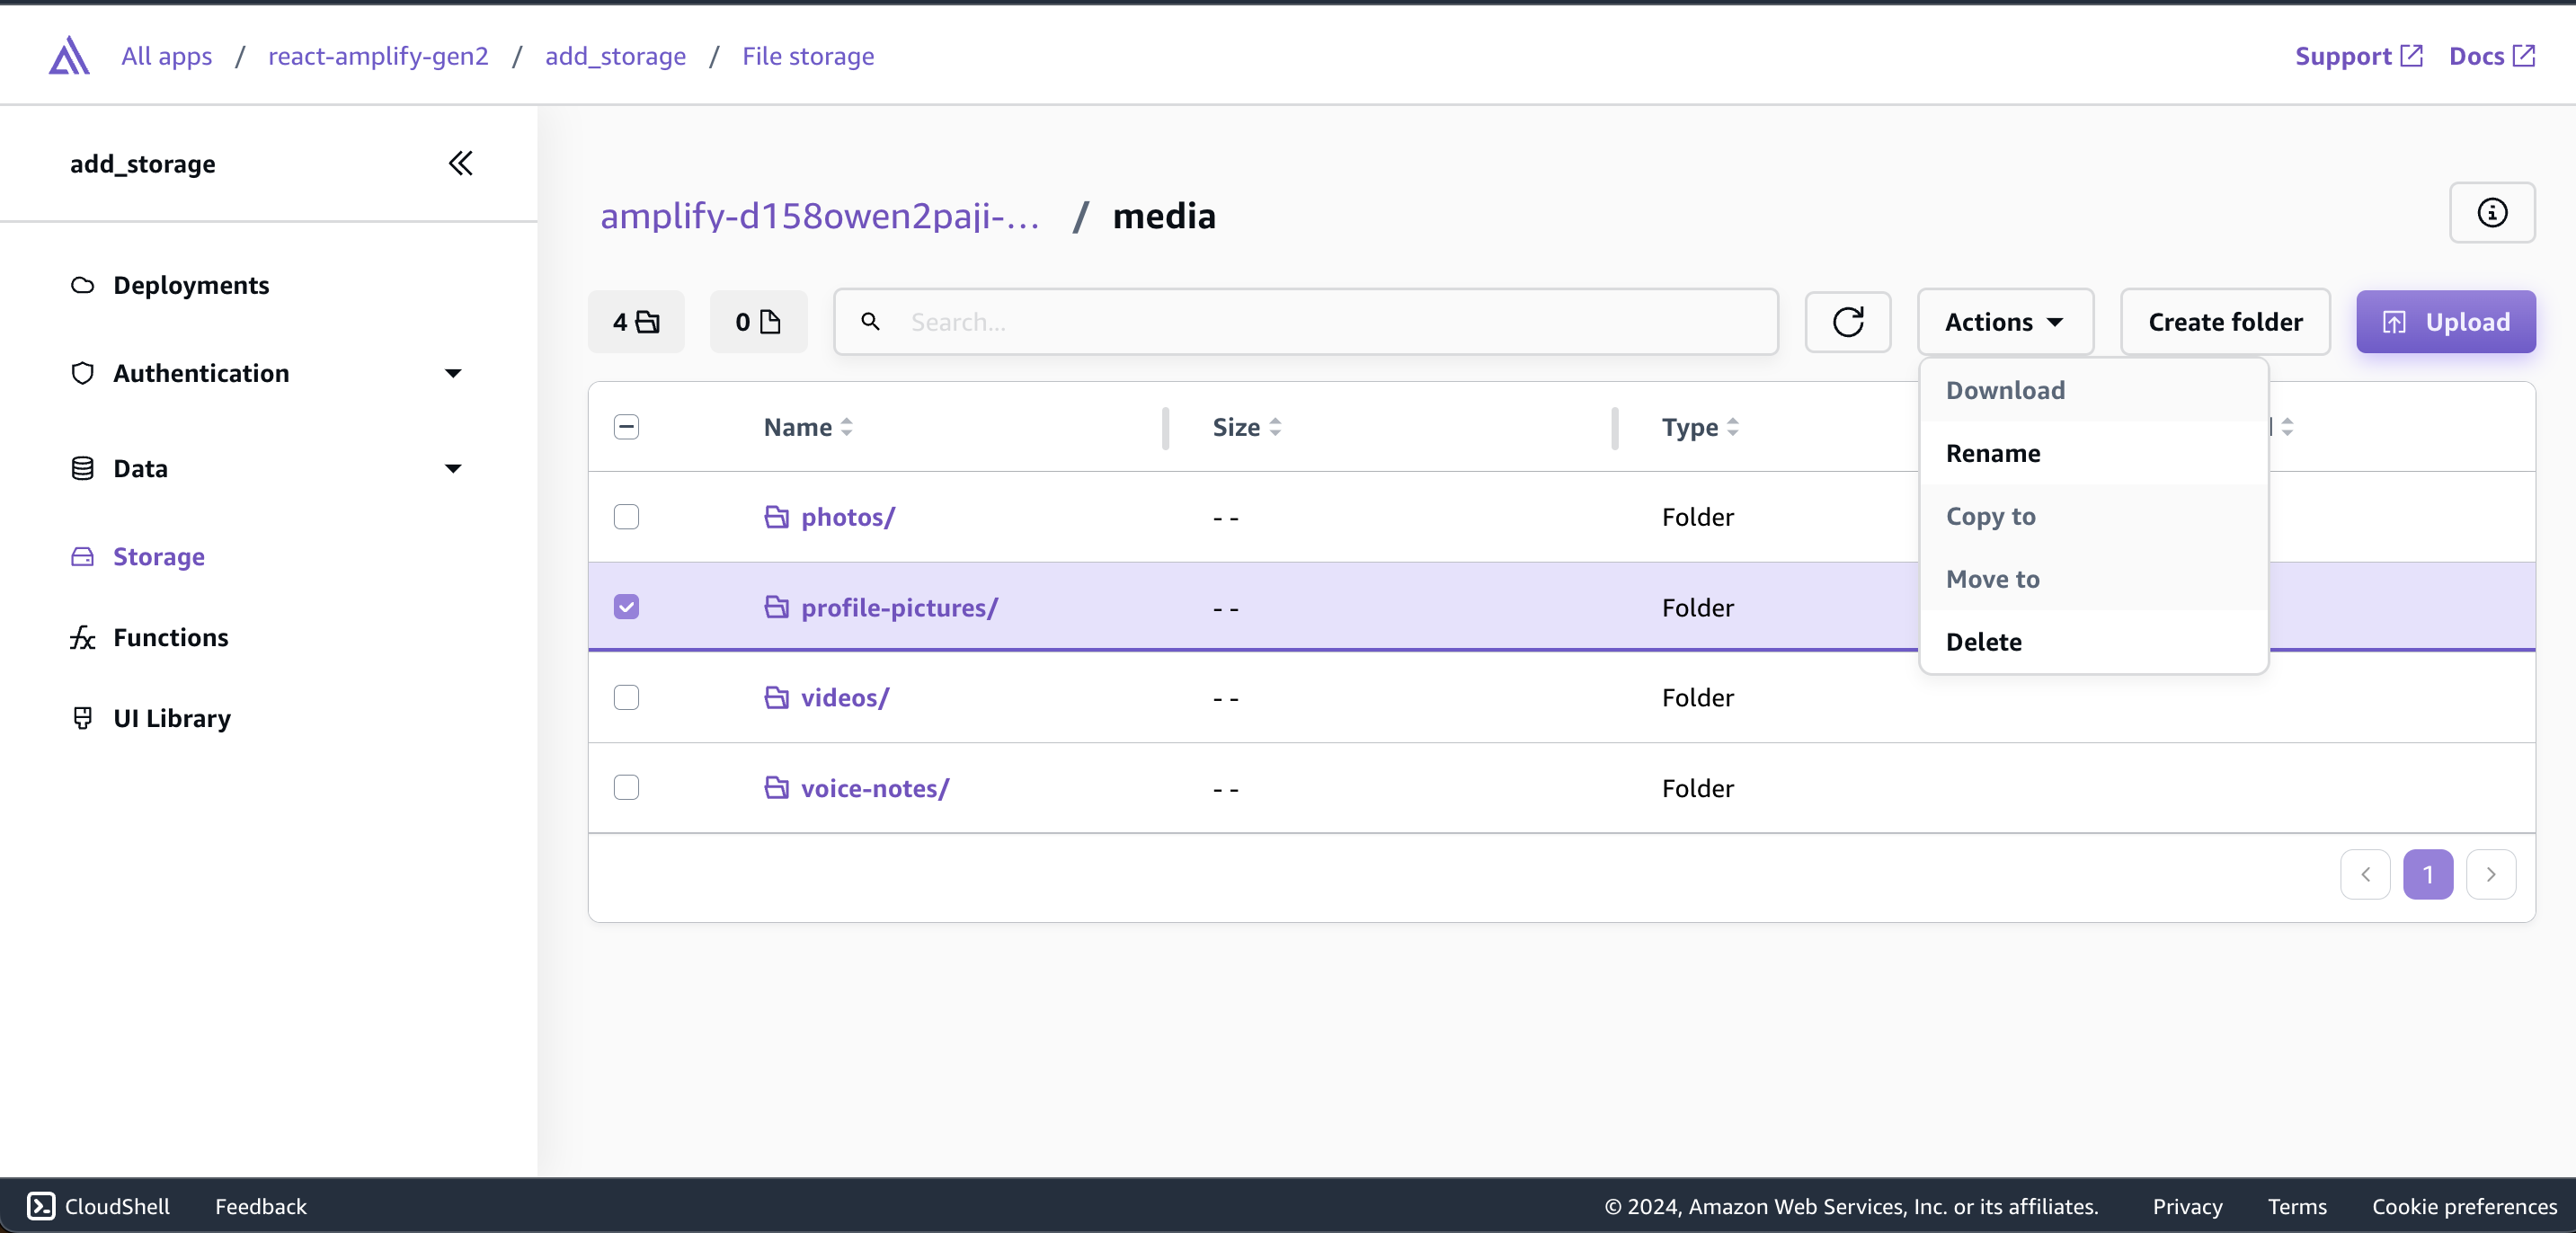 All apps / react-amplify-gen2 / add_storage / File storage
Support Docs
add_storage
Deployments
Authentication
Data
Storage
Functions
UI Library
amplify-d158owen2paji-... / media
4 0 Search... Actions Create folder Upload
Download
Rename
Copy to
Move to
Delete
Name Size Type
photos/ - - Folder
profile-pictures/ - - Folder
videos/ - - Folder
voice-notes/ - - Folder
1
CloudShell Feedback © 2024, Amazon Web Services, Inc. or its affiliates. Privacy Terms Cookie preferences